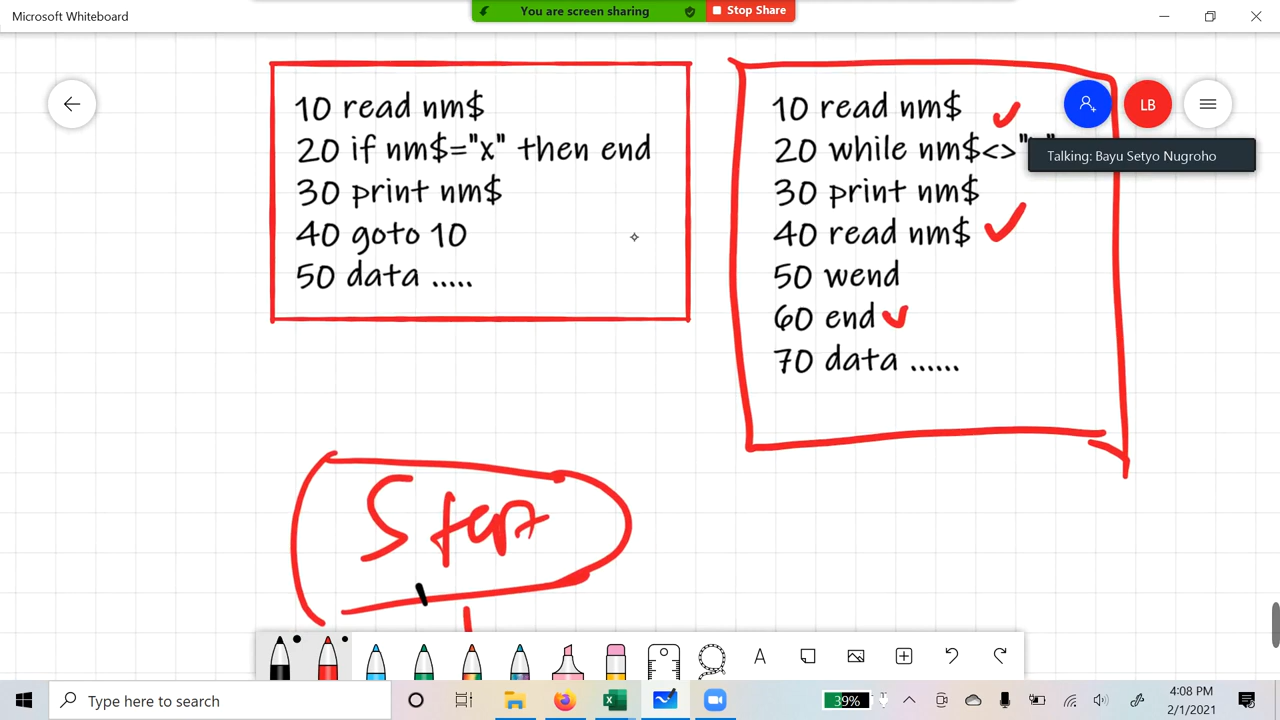 Microsoft Whiteboard
You are screen sharing
Stop Share
10 read nm$
20 if nm$="x" then end
30 print nm$
40 goto 10
50 data .....
10 read nm$
20 while nm$<>"
30 print nm$
40 read nm$
50 wend
60 end
70 data ......
LB
Talking: Bayu Setyo Nugroho
Start
A
Type here to search
39%
4:08 PM
2/1/2021